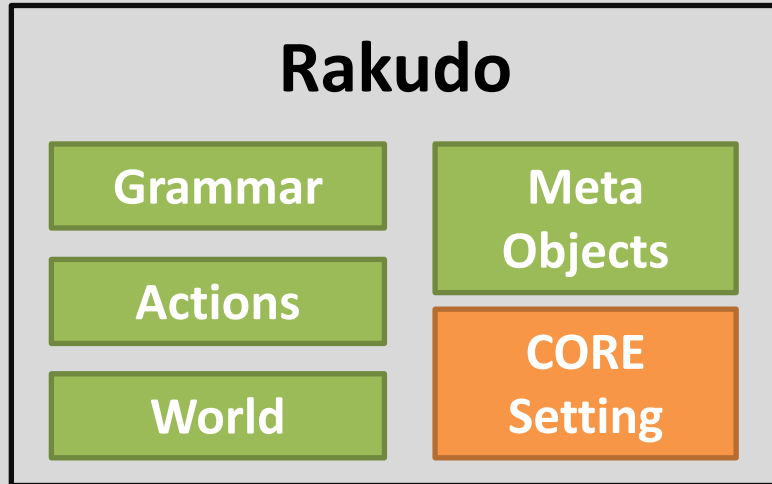 Rakudo
Grammar
Actions
World
Meta
Objects
CORE
Setting